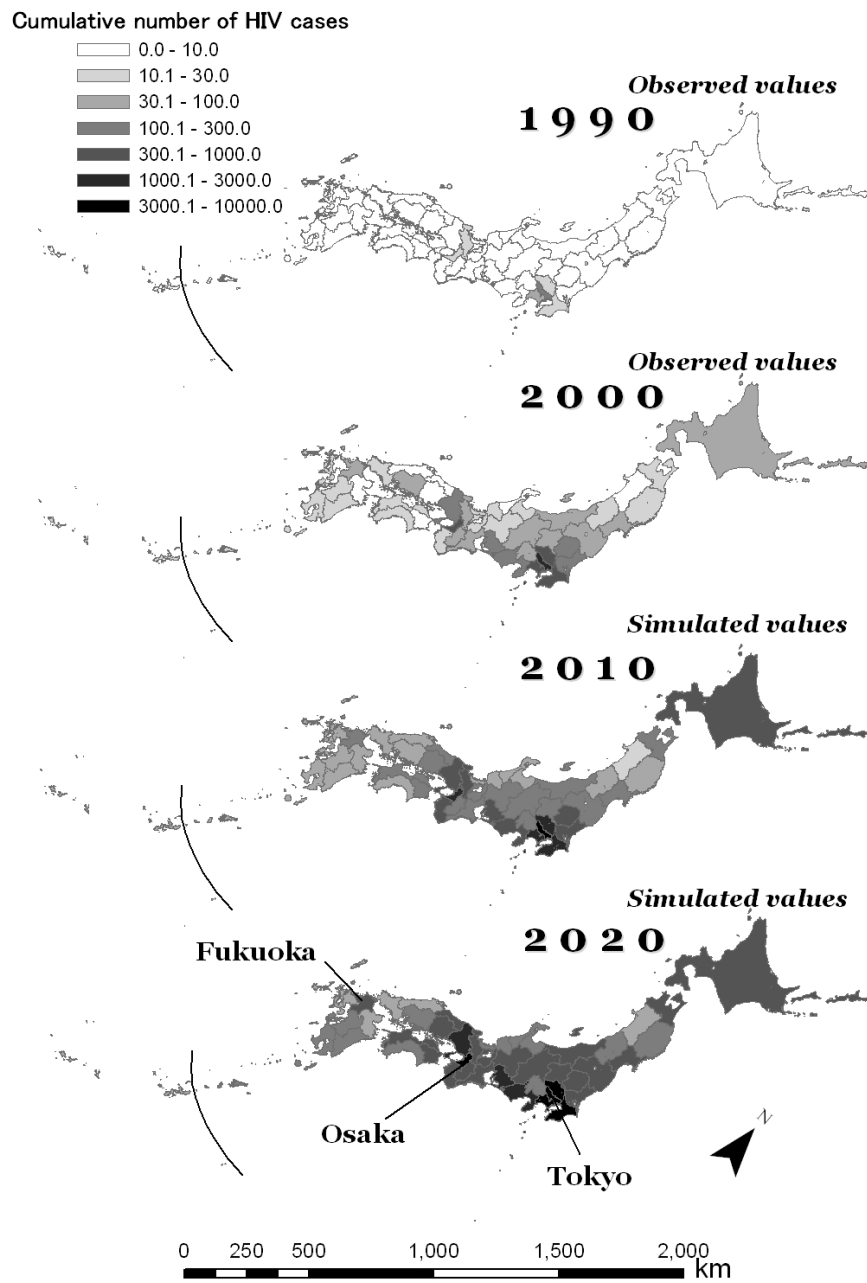 Cumulative number of HIV cases
0.0 - 10.0
10.1 - 30.0
30.1 - 100.0
100.1 - 300.0
300.1 - 1000.0
1000.1 - 3000.0
3000.1 - 10000.0
Observed values
1990
Observed values
2000
Simulated values
2010
Simulated values
2020
Fukuoka
Osaka
Tokyo
N
0 250 500 1,000 1,500 2,000
km